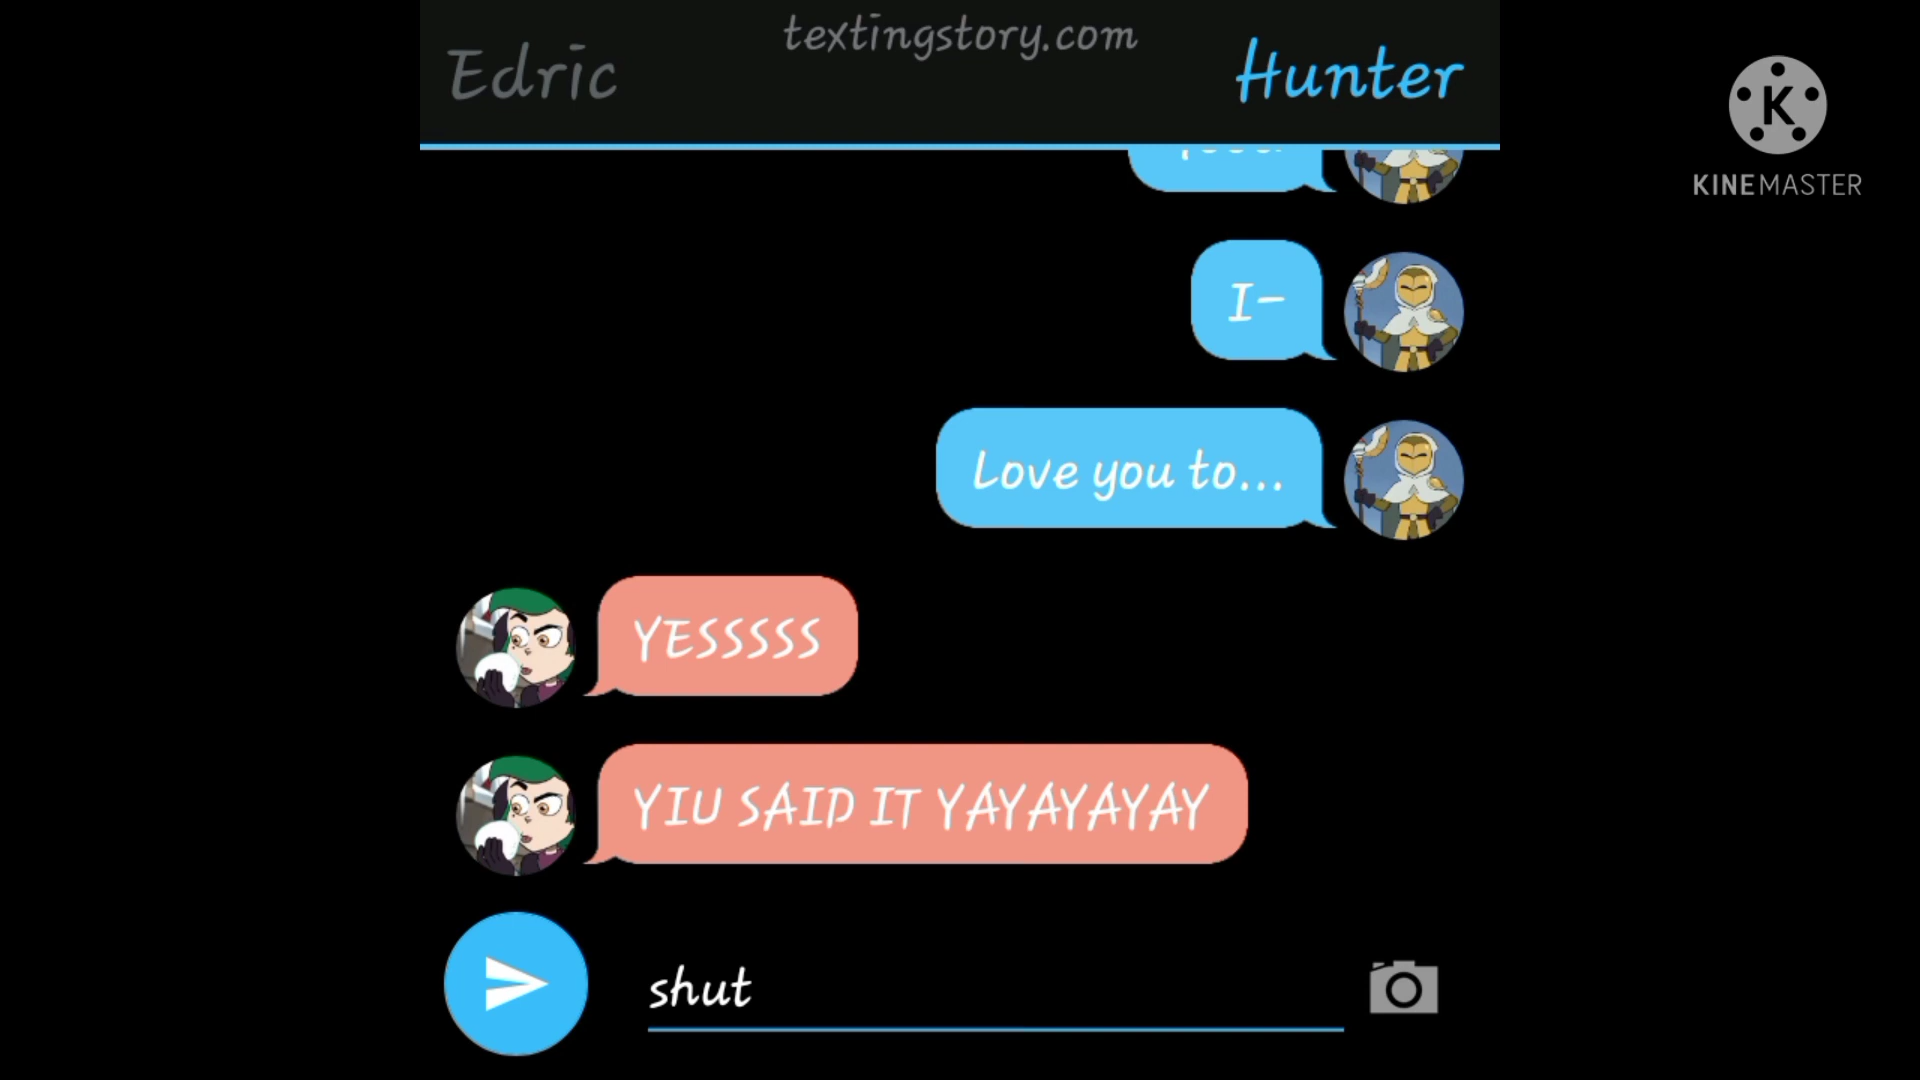 textingstory.com
Edric
Hunter
K
KINEMASTER
I-
Love you to...
YESSSSS
YIU SAID IT YAYAYAYAY
shut